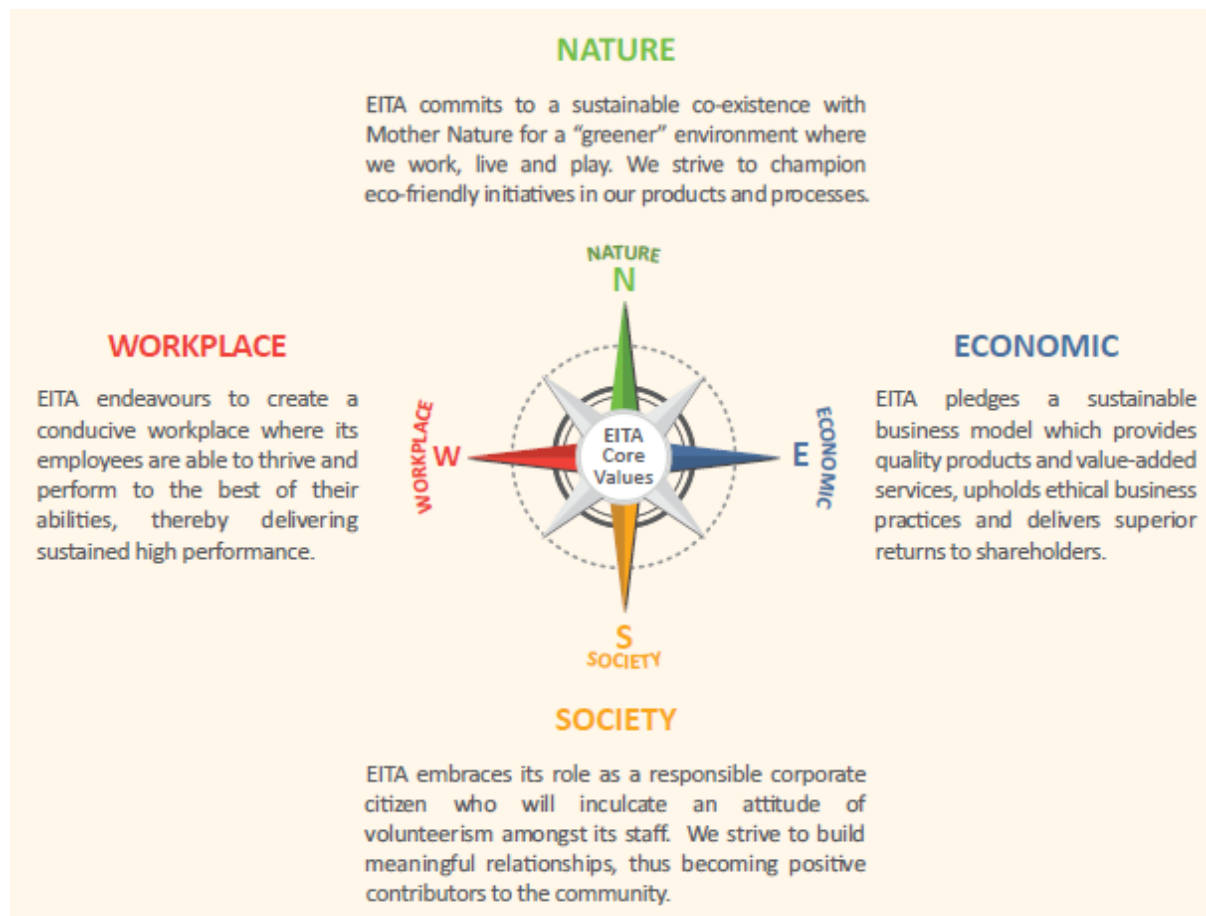 NATURE
EITA commits to a sustainable co-existence with
Mother Nature for a “greener” environment where
we work, live and play. We strive to champion
eco-friendly initiatives in our products and processes.
NATURE
N
WORKPLACE
EITA endeavours to create a
conducive workplace where its
employees are able to thrive and
perform to the best of their
abilities, thereby delivering
sustained high performance.
WORKPLACE
W
EITA
Core
Values
E
ECONOMIC
ECONOMIC
EITA pledges a sustainable
business model which provides
quality products and value-added
services, upholds ethical business
practices and delivers superior
returns to shareholders.
S
SOCIETY
SOCIETY
EITA embraces its role as a responsible corporate
citizen who will inculcate an attitude of
volunteerism amongst its staff. We strive to build
meaningful relationships, thus becoming positive
contributors to the community.